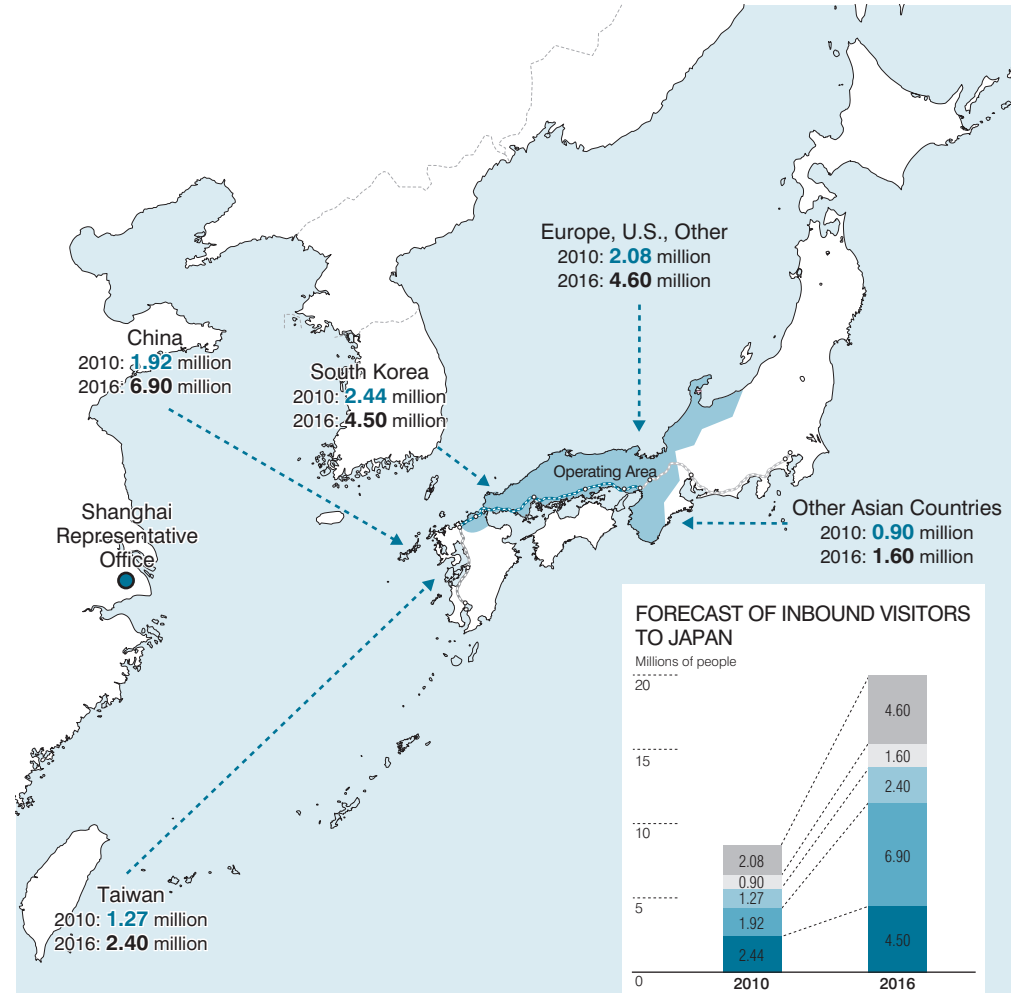 Europe, U.S., Other
2010: 2.08 million
2016: 4.60 million
China
2010: 1.92 million
2016: 6.90 million
South Korea
2010: 2.44 million
2016: 4.50 million
Operating Area
Shanghai
Representative
Office
Other Asian Countries
2010: 0.90 million
2016: 1.60 million
Taiwan
2010: 1.27 million
2016: 2.40 million
FORECAST OF INBOUND VISITORS
TO JAPAN
Millions of people
20
15
10
5
0
2.08
0.90
1.27
1.92
2.44
4.60
1.60
2.40
6.90
4.50
2010
2016